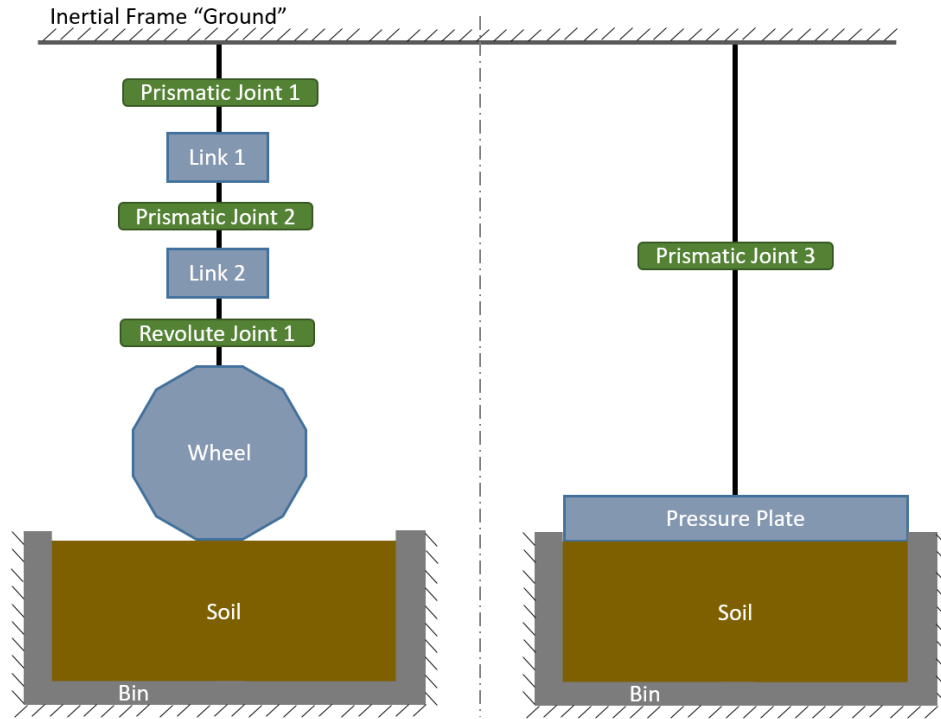 Inertial Frame “Ground”
Prismatic Joint 1
Link 1
Prismatic Joint 2
Link 2
Revolute Joint 1
Wheel
Soil
Bin
Prismatic Joint 3
Pressure Plate
Soil
Bin